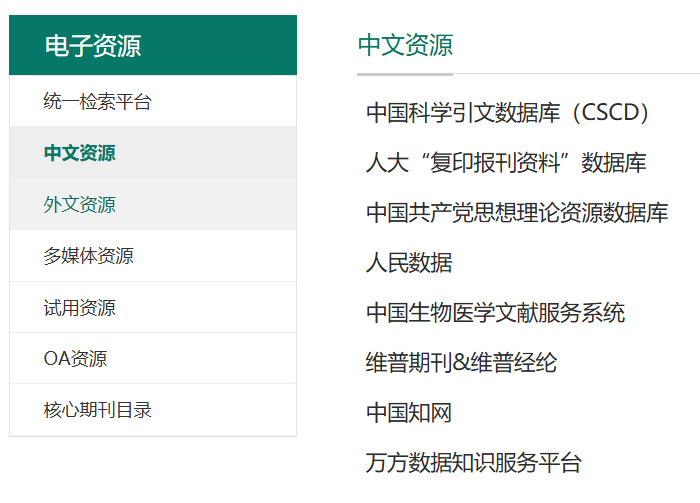 电子资源
统一检索平台
中文资源
外文资源
多媒体资源
试用资源
OA资源
核心期刊目录
中文资源
中国科学引文数据库（CSCD）
人大“复印报刊资料”数据库
中国共产党思想理论资源数据库
人民数据
中国生物医学文献服务系统
维普期刊&维普经纶
中国知网
万方数据知识服务平台